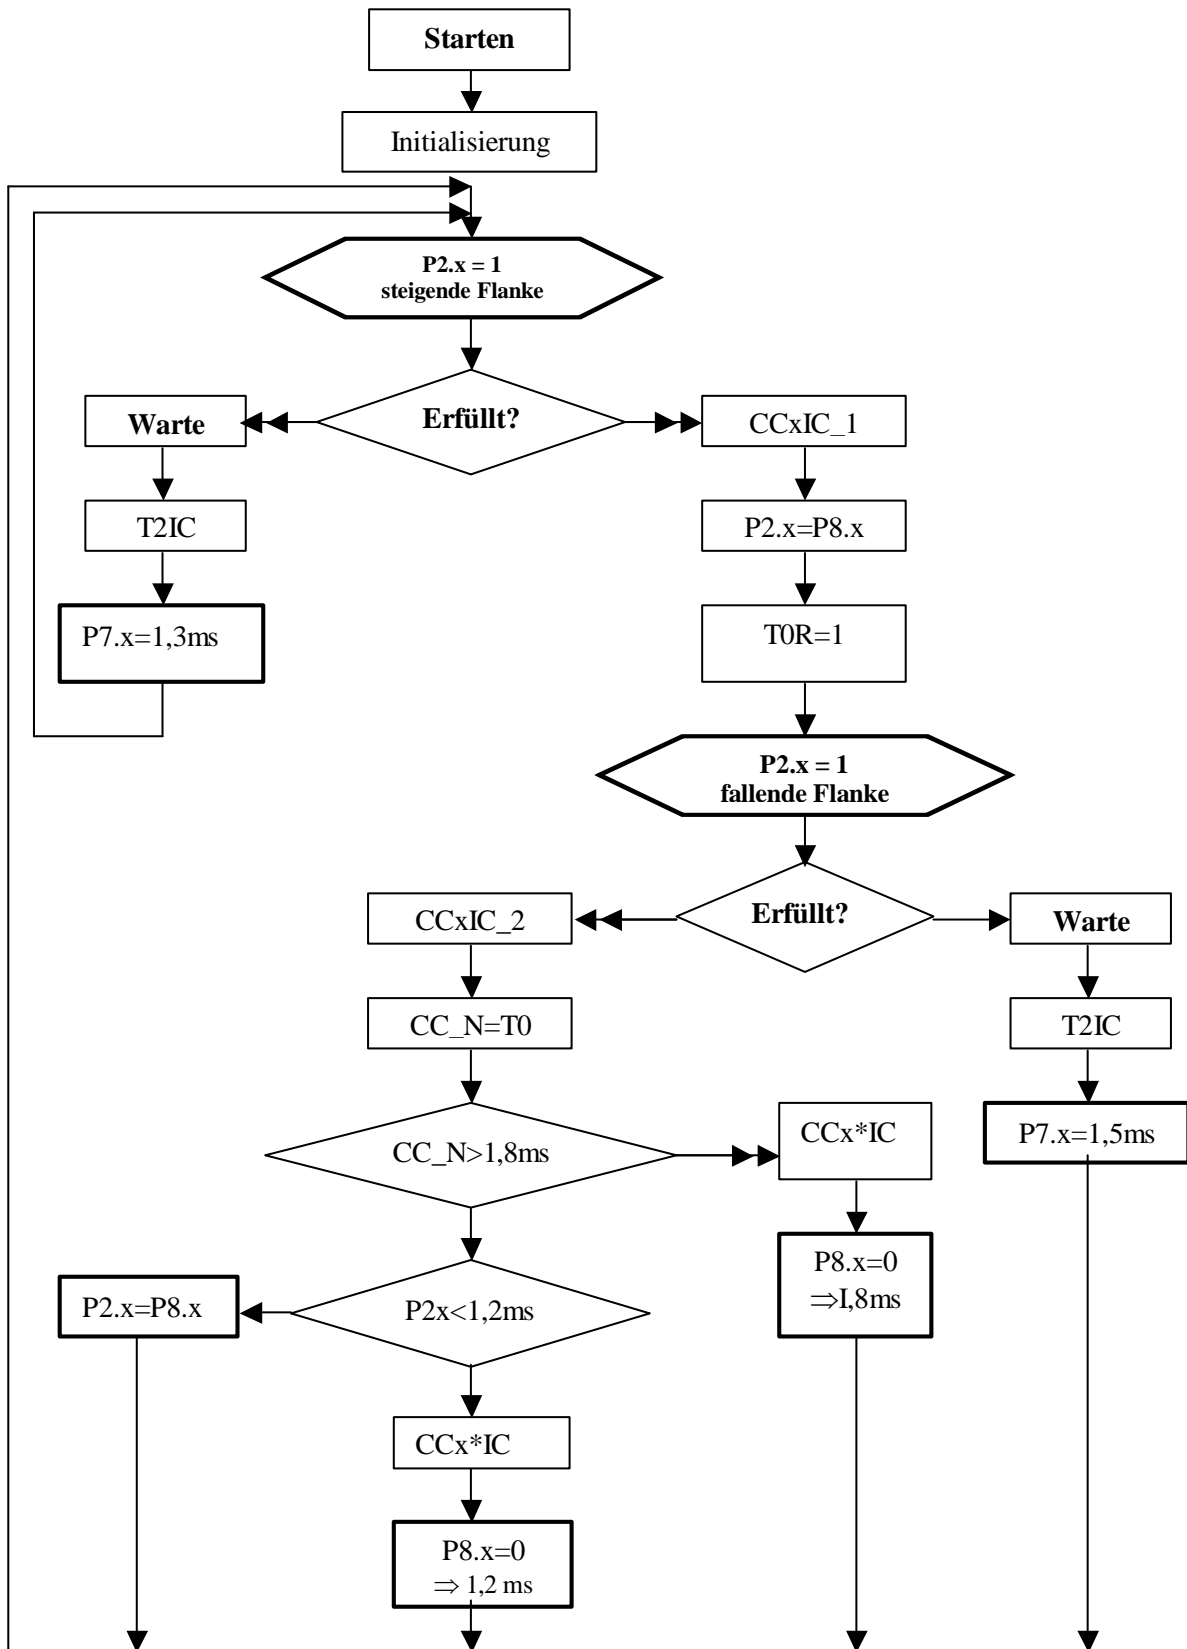 Starten
Initialisierung
P2.x = 1
steigende Flanke
Erfüllt?
Warte
CCxIC_1
T2IC
P2.x=P8.x
P7.x=1,3ms
T0R=1
P2.x = 1
fallende Flanke
Erfüllt?
CCxIC_2
Warte
CC_N=T0
T2IC
CC_N>1,8ms
CCx*IC
P7.x=1,5ms
P8.x=0
⇒I,8ms
P2.x=P8.x
P2x<1,2ms
CCx*IC
P8.x=0
⇒ 1,2 ms